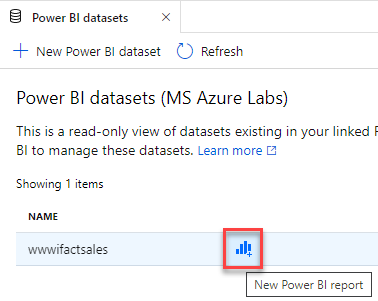 Power BI datasets
New Power BI dataset Refresh
Power BI datasets (MS Azure Labs)
This is a read-only view of datasets existing in your linked
BI to manage these datasets. Learn more
Showing 1 items
NAME
wwwifactsales
New Power BI report